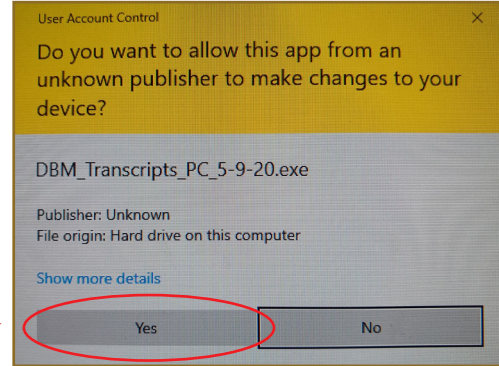 User Account Control
Do you want to allow this app from an
unknown publisher to make changes to your
device?
DBM_Transcripts_PC_5-9-20.exe
Publisher: Unknown
File origin: Hard drive on this computer
Show more details
Yes
No